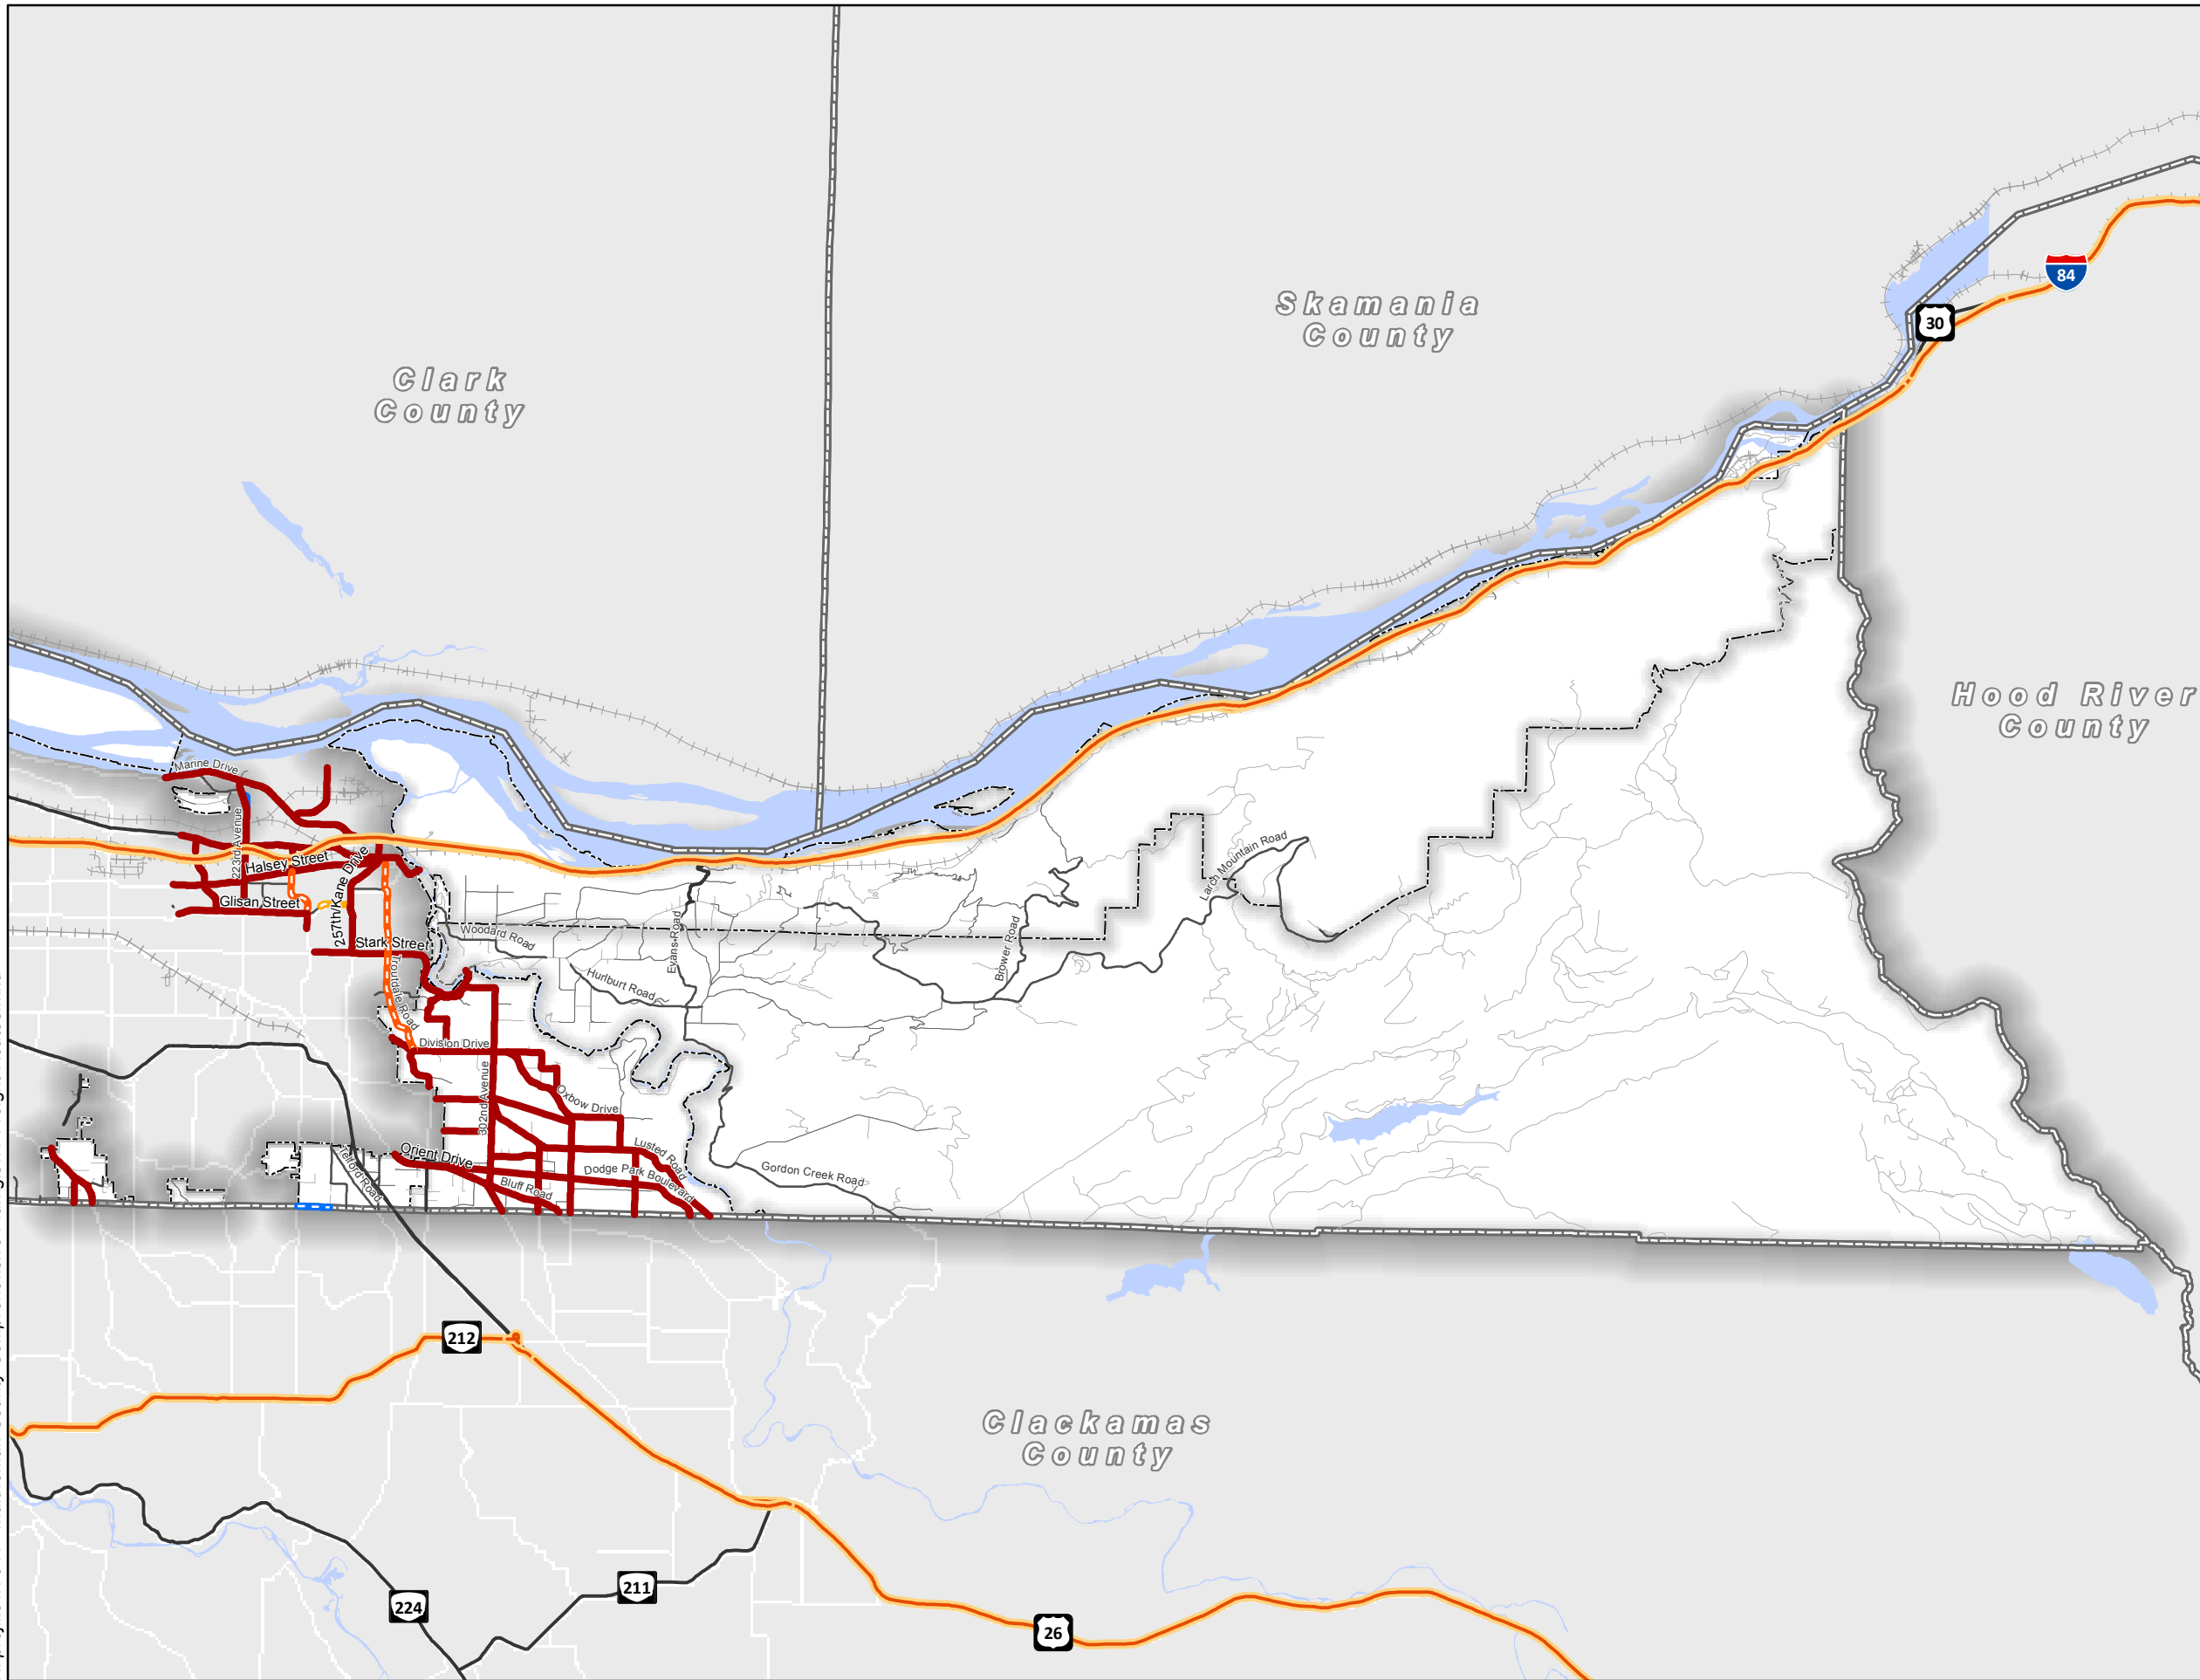 84
30
Skamania
County
Clark
County
Hood River
County
Marine Drive
223rd Avenue
Halsey Street
257th/Kane Drive
Glisan Street
Stark Street
Troutdale Road
Woodard Road
Evans Road
Hurlburt Road
Brower Road
Larch Mountain Road
Division Drive
302nd Avenue
Oxbow Drive
Orient Drive
Lusted Road
Dodge Park Boulevard
Bluff Road
Telford Road
Gordon Creek Road
212
Clackamas
County
211
224
26